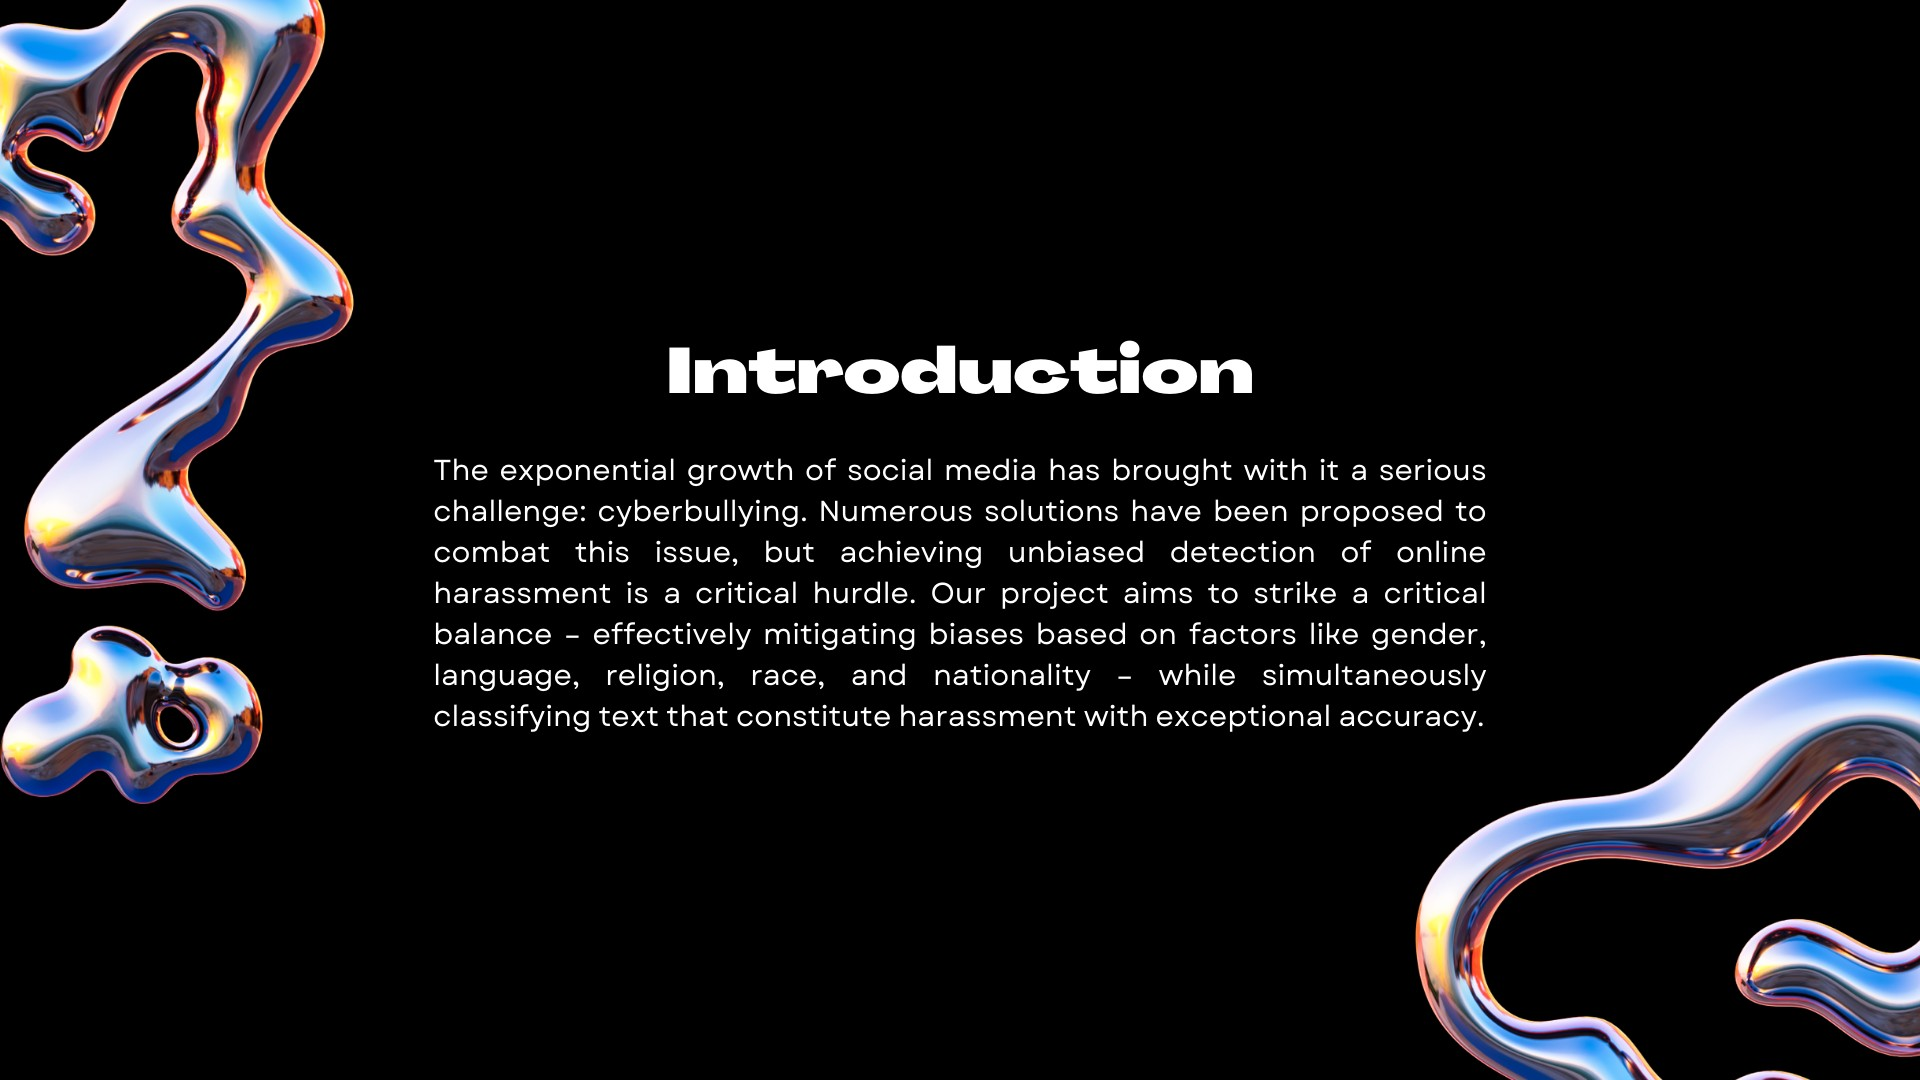 Introduction
The exponential growth of social media has brought with it a serious
challenge: cyberbullying. Numerous solutions have been proposed to
combat this issue, but achieving unbiased detection of online
harassment is a critical hurdle. Our project aims to strike a critical
balance – effectively mitigating biases based on factors like gender,
language, religion, race, and nationality – while simultaneously
classifying text that constitute harassment with exceptional accuracy.